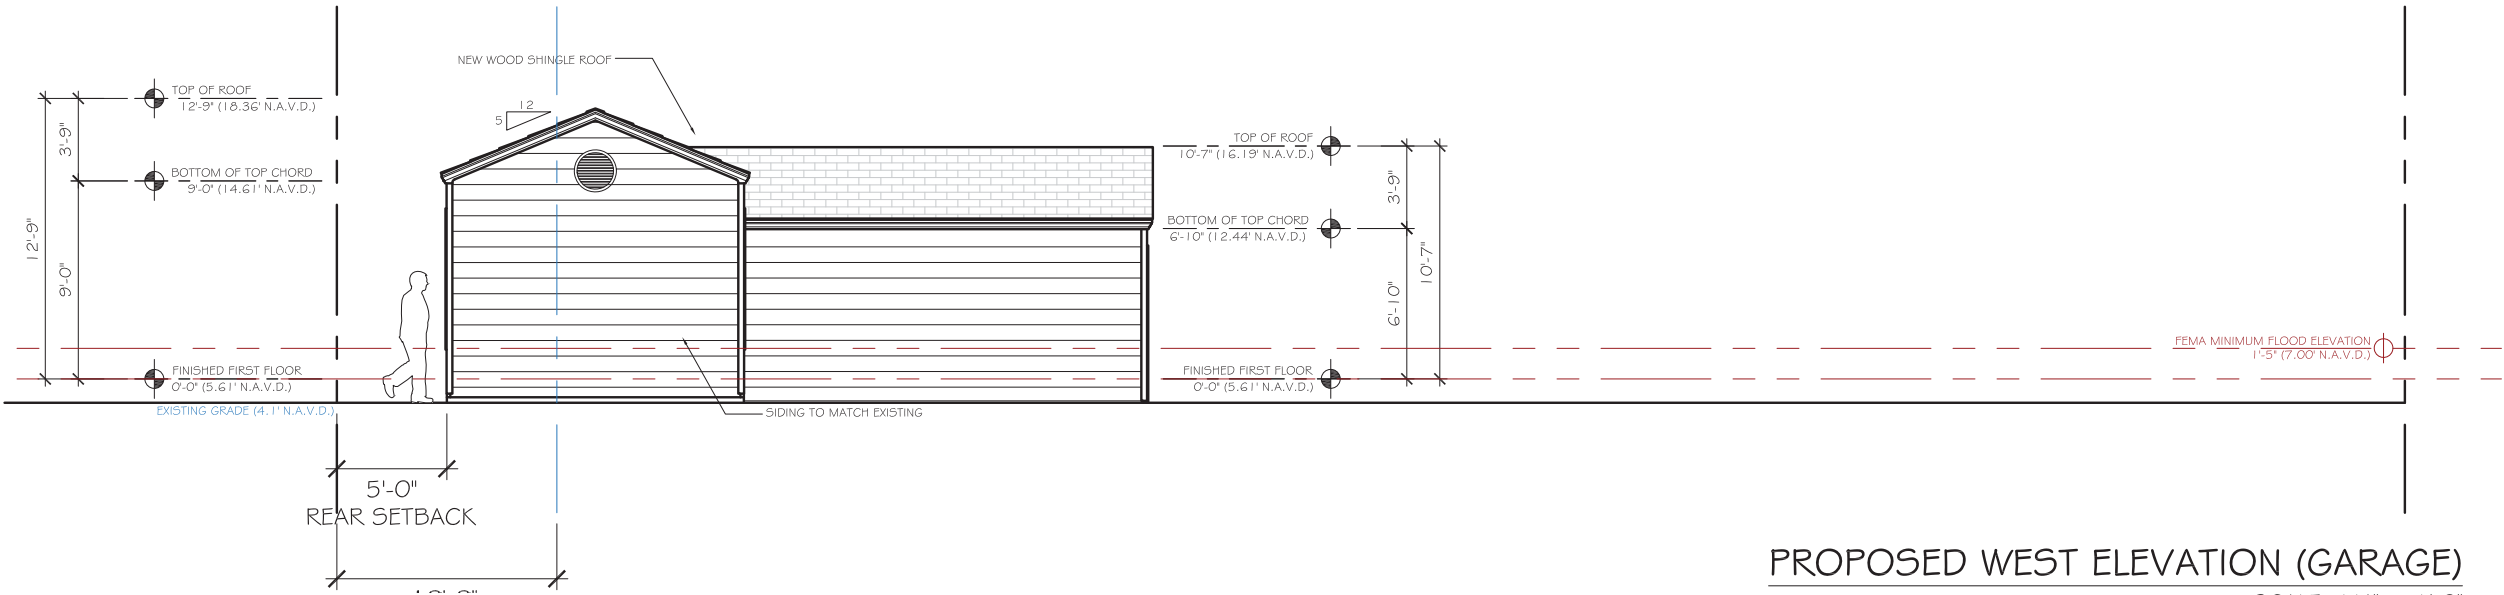 NEW WOOD SHINGLE ROOF
12
5
TOP OF ROOF
12'-9" (18.36' N.A.V.D.)
3'-9"
BOTTOM OF TOP CHORD
9'-0" (14.61' N.A.V.D.)
12'-9"
9'-0"
FINISHED FIRST FLOOR
0'-0" (5.61' N.A.V.D.)
EXISTING GRADE (4.1' N.A.V.D.)
TOP OF ROOF
10'-7" (16.19' N.A.V.D.)
3'-9"
BOTTOM OF TOP CHORD
6'-10" (12.44' N.A.V.D.)
10'-7"
6'-10"
FINISHED FIRST FLOOR
0'-0" (5.61' N.A.V.D.)
FEMA MINIMUM FLOOD ELEVATION
1'-5" (7.00' N.A.V.D.)
SIDING TO MATCH EXISTING
5'-0"
REAR SETBACK
PROPOSED WEST ELEVATION (GARAGE)